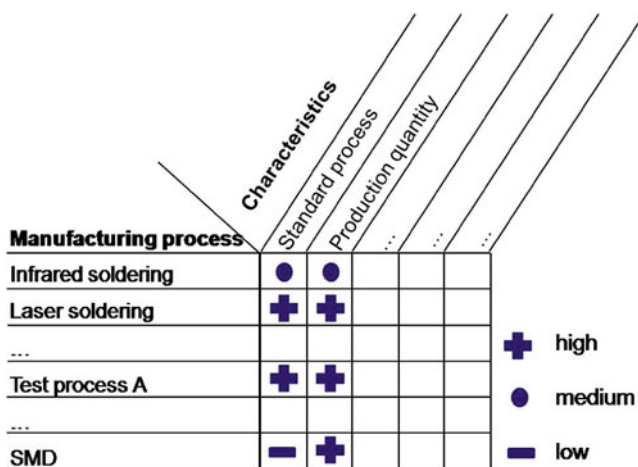 Characteristics
Standard process
Production quantity
...
...
...
Manufacturing process
Infrared soldering
Laser soldering
...
Test process A
...
SMD
high
medium
low